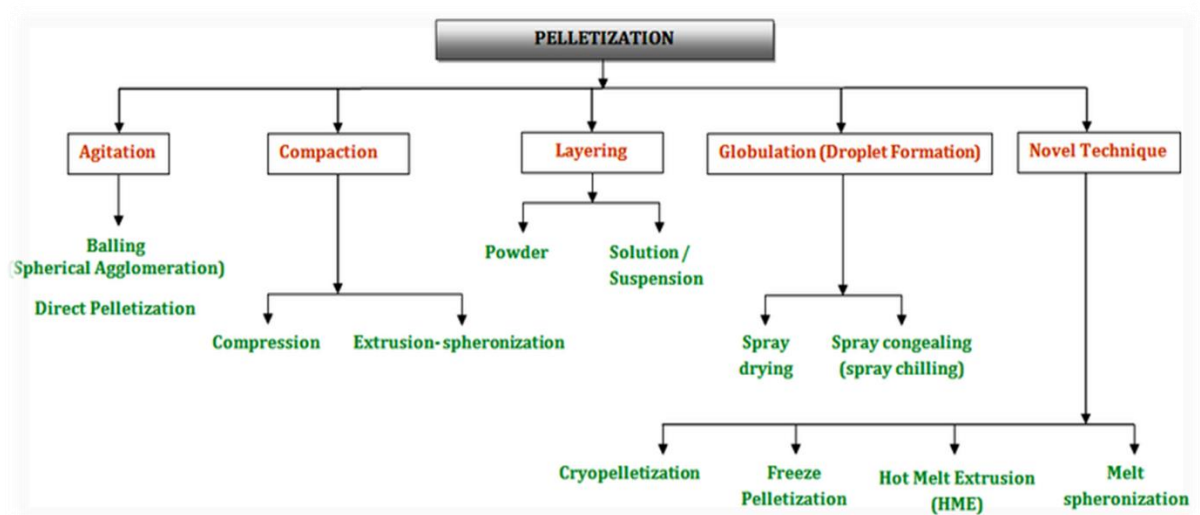 PELLETIZATION
Agitation
Compaction
Layering
Globulation (Droplet Formation)
Novel Technique
Balling
(Spherical Agglomeration)
Direct Pelletization
Compression
Extrusion-spheronization
Powder
Solution /
Suspension
Spray
drying
Spray congealing
(spray chilling)
Cryopelletization
Freeze
Pelletization
Hot Melt Extrusion
(HME)
Melt
spheronization